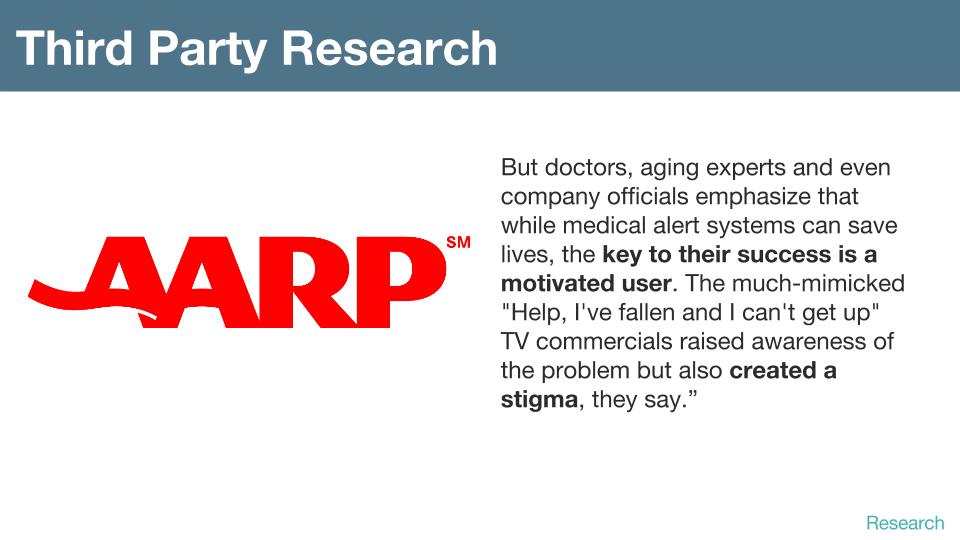 Third Party Research
AARP SM
But doctors, aging experts and even
company officials emphasize that
while medical alert systems can save
lives, the key to their success is a
motivated user. The much-mimicked
"Help, I've fallen and I can't get up"
TV commercials raised awareness of
the problem but also created a
stigma, they say.”
Research